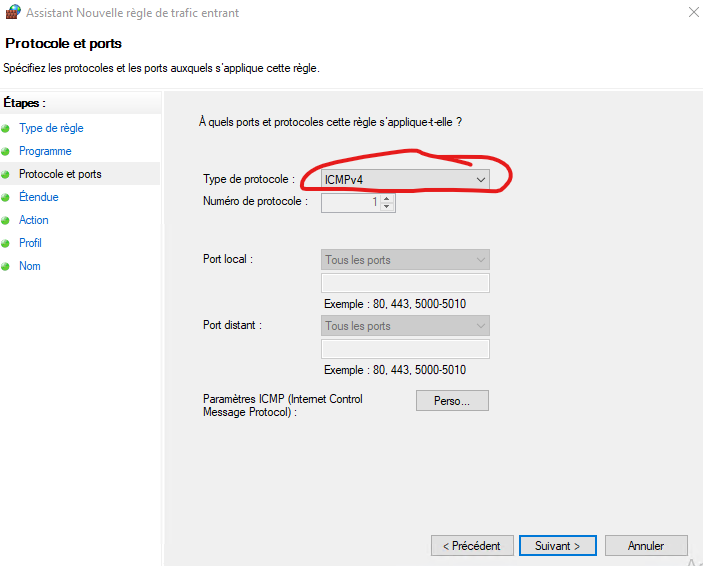 Assistant Nouvelle règle de trafic entrant
Protocole et ports
Spécifiez les protocoles et les ports auxquels s'applique cette règle.
Étapes :
Type de règle
Programme
Protocole et ports
Étendue
Action
Profil
Nom
À quels ports et protocoles cette règle s'applique-t-elle ?
Type de protocole : ICMPv4
Numéro de protocole : 1
Port local : Tous les ports
Exemple : 80, 443, 5000-5010
Port distant : Tous les ports
Exemple : 80, 443, 5000-5010
Paramètres ICMP (Internet Control
Message Protocol) :
Perso...
< Précédent Suivant > Annuler